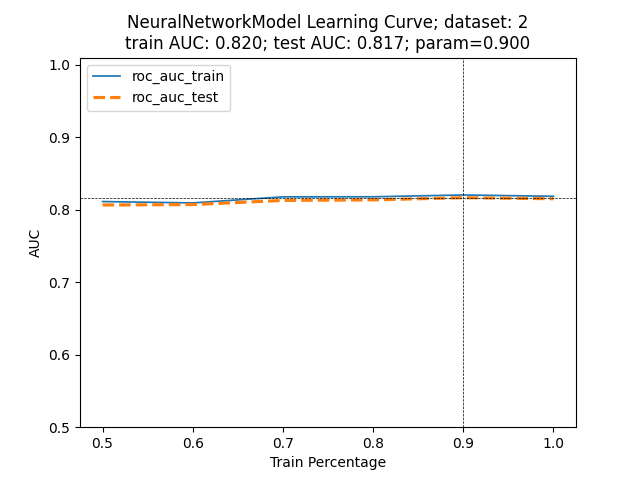 NeuralNetworkModel Learning Curve; dataset: 2
train AUC: 0.820; test AUC: 0.817; param=0.900
roc_auc_train
roc_auc_test
1.0
0.9
0.8
0.7
0.6
0.5
AUC
0.5 0.6 0.7 0.8 0.9 1.0
Train Percentage